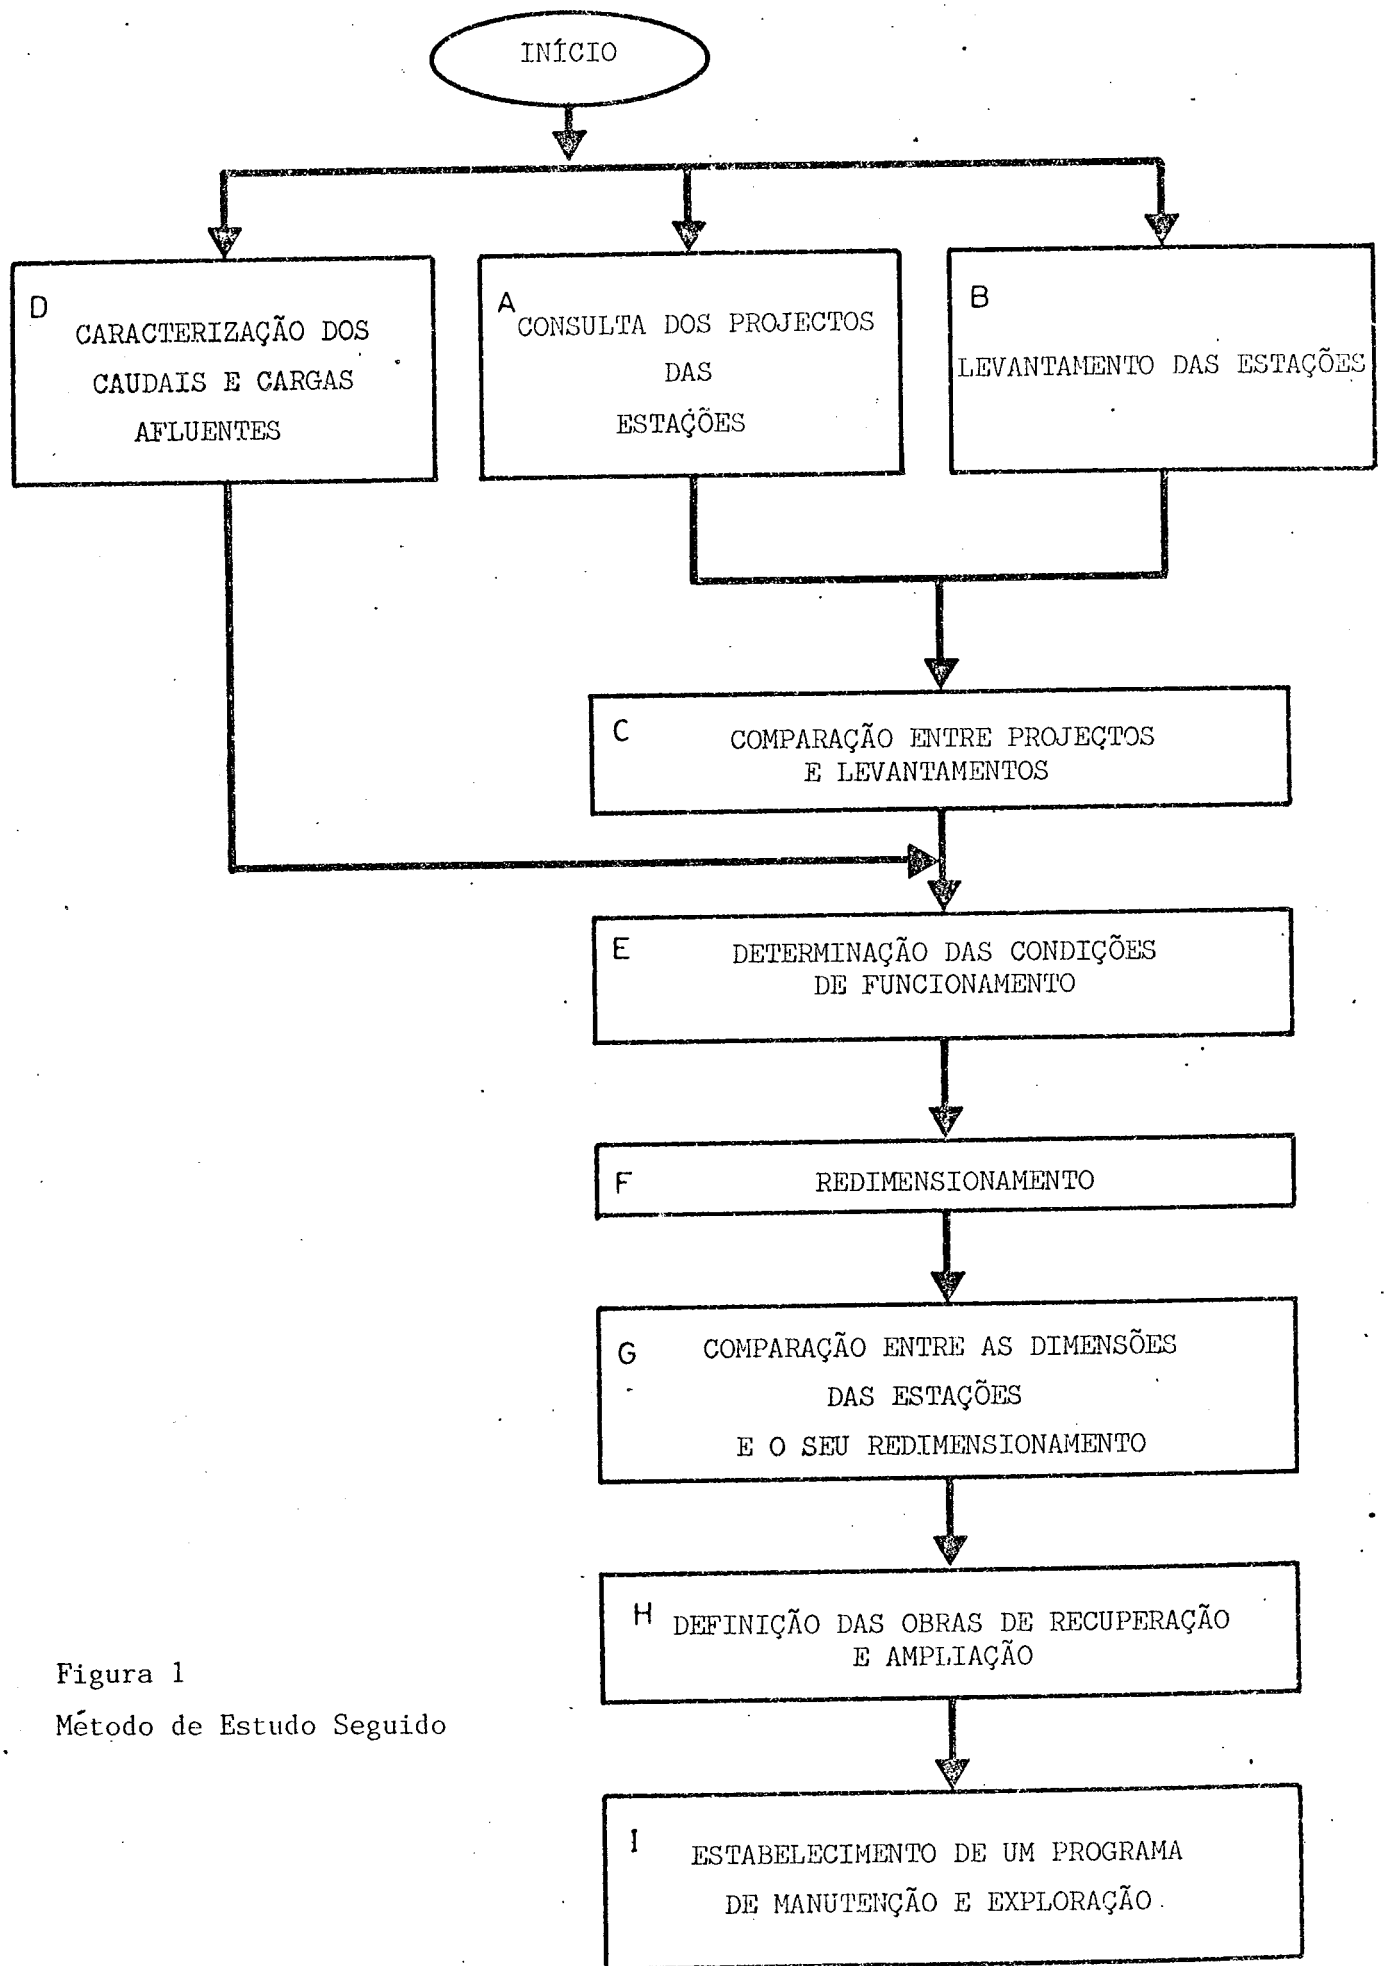 INÍCIO
D
CARACTERIZAÇÃO DOS
CAUDAIS E CARGAS
AFLUENTES
A
CONSULTA DOS PROJECTOS
DAS
ESTAÇÕES
B
LEVANTAMENTO DAS ESTAÇÕES
C
COMPARAÇÃO ENTRE PROJECTOS
E LEVANTAMENTOS
E
DETERMINAÇÃO DAS CONDIÇÕES
DE FUNCIONAMENTO
F
REDIMENSIONAMENTO
G
COMPARAÇÃO ENTRE AS DIMENSÕES
DAS ESTAÇÕES
E O SEU REDIMENSIONAMENTO
H
DEFINIÇÃO DAS OBRAS DE RECUPERAÇÃO
E AMPLIAÇÃO
I
ESTABELECIMENTO DE UM PROGRAMA
DE MANUTENÇÃO E EXPLORAÇÃO.
Figura 1
Método de Estudo Seguido